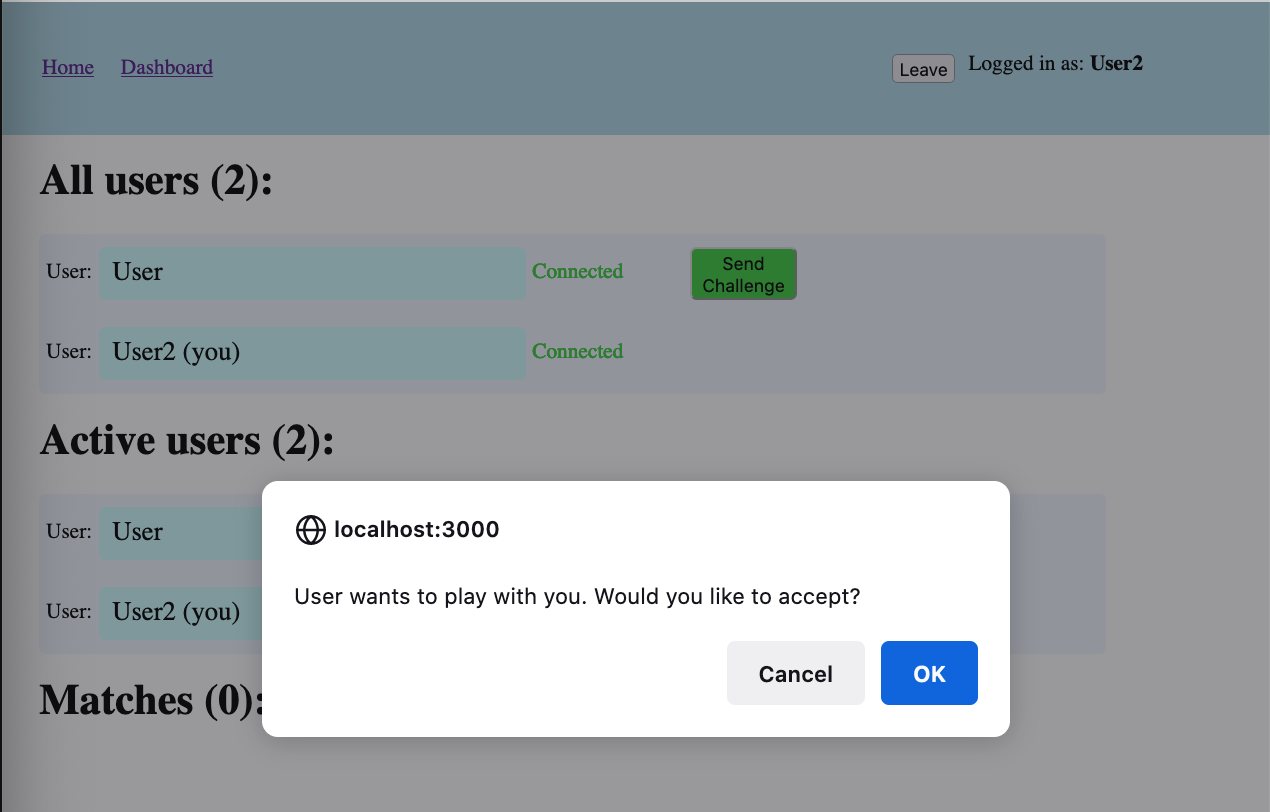 Home Dashboard Leave Logged in as: User2
All users (2):
User: User Connected Send
Challenge
User: User2 (you) Connected
Active users (2):
User: User
User: User2 (you)
Matches (0):
localhost:3000
User wants to play with you. Would you like to accept?
Cancel OK